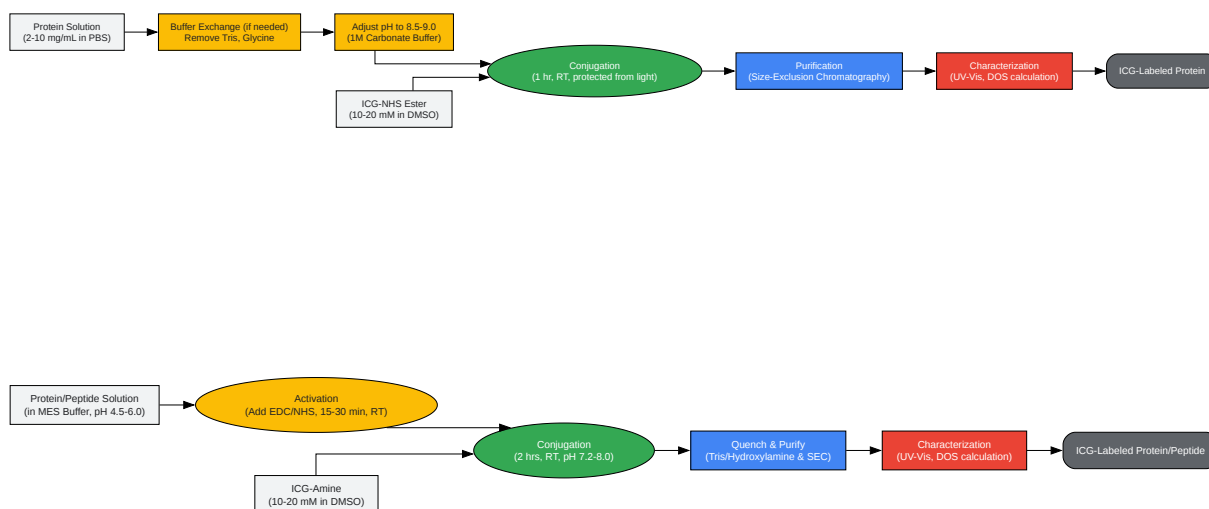 Protein Solution
(2-10 mg/mL in PBS)
Buffer Exchange (if needed)
Remove Tris, Glycine
Adjust pH to 8.5-9.0
(1M Carbonate Buffer)
ICG-NHS Ester
(10-20 mM in DMSO)
Conjugation
(1 hr, RT, protected from light)
Purification
(Size-Exclusion Chromatography)
Characterization
(UV-Vis, DOS calculation)
ICG-Labeled Protein
Protein/Peptide Solution
(in MES Buffer, pH 4.5-6.0)
Activation
(Add EDC/NHS, 15-30 min, RT)
ICG-Amine
(10-20 mM in DMSO)
Conjugation
(2 hrs, RT, pH 7.2-8.0)
Quench & Purify
(Tris/Hydroxylamine & SEC)
Characterization
(UV-Vis, DOS calculation)
ICG-Labeled Protein/Peptide